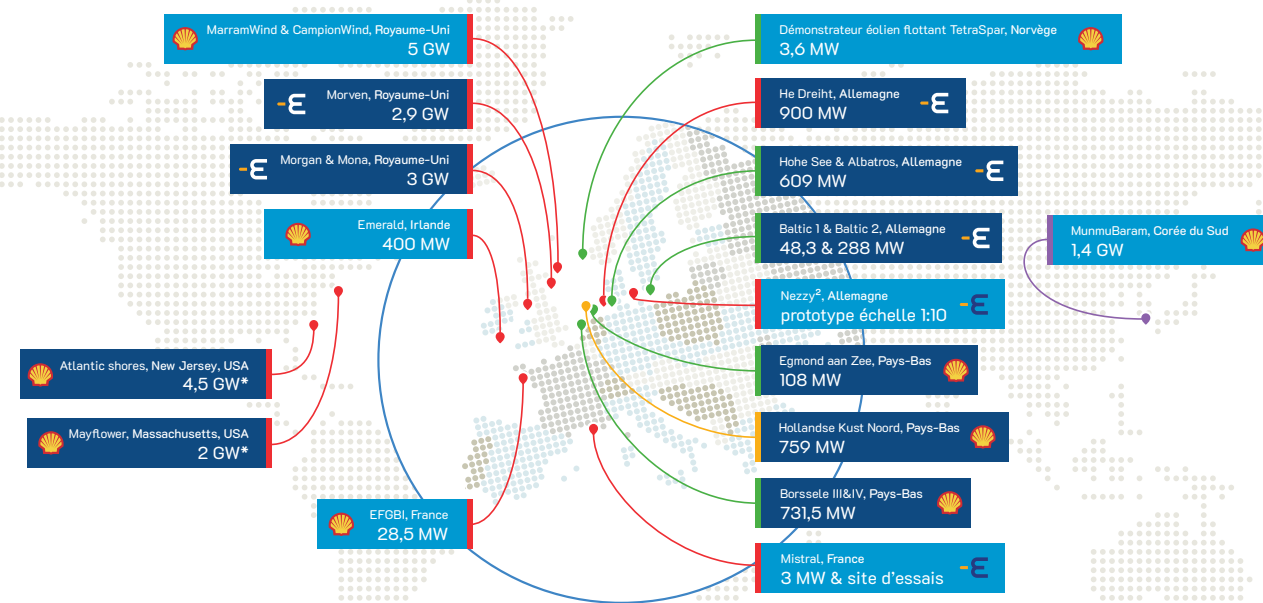 MarramWind & CampionWind, Royaume-Uni
5 GW
Morven, Royaume-Uni
2,9 GW
Morgan & Mona, Royaume-Uni
3 GW
Emerald, Irlande
400 MW
Atlantic shores, New Jersey, USA
4,5 GW*
Mayflower, Massachusetts, USA
2 GW*
EFGBI, France
28,5 MW
Démonstrateur éolien flottant TetraSpar, Norvège
3,6 MW
He Dreiht, Allemagne
900 MW
Hohe See & Albatros, Allemagne
609 MW
Baltic 1 & Baltic 2, Allemagne
48,3 & 288 MW
Nezzy², Allemagne
prototype échelle 1:10
Egmond aan Zee, Pays-Bas
108 MW
Hollandse Kust Noord, Pays-Bas
759 MW
Borssele III&IV, Pays-Bas
731,5 MW
Mistral, France
3 MW & site d'essais
MunmuBaram, Corée du Sud
1,4 GW